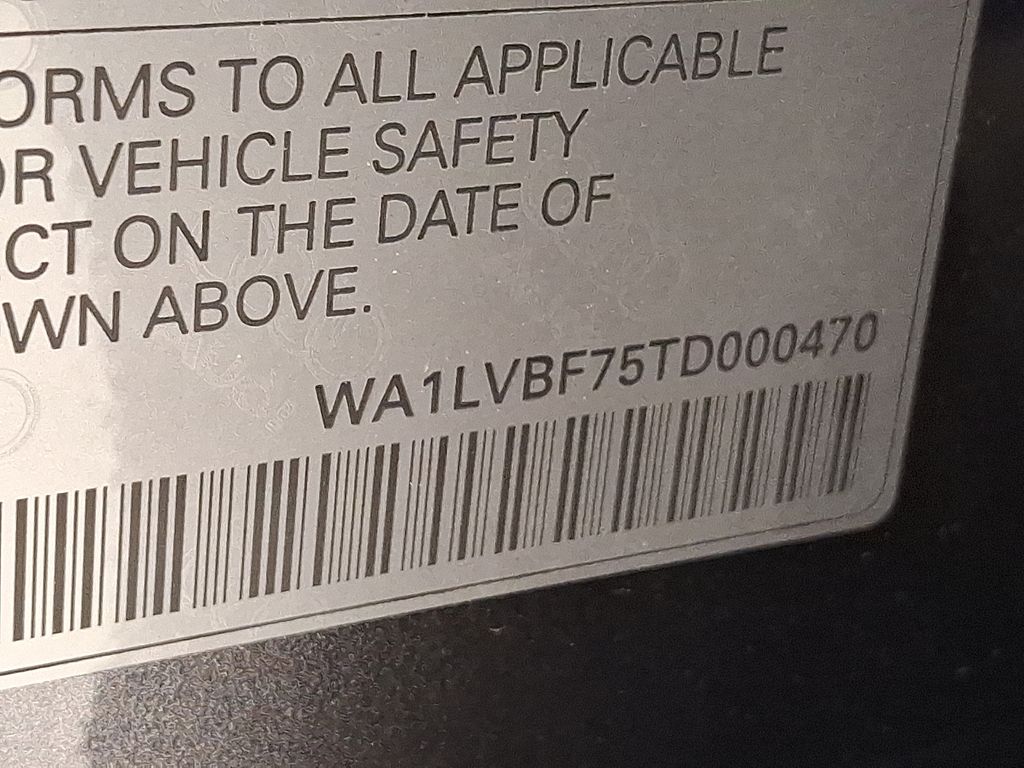 ORMS TO ALL APPLICABLE
OR VEHICLE SAFETY
CT ON THE DATE OF
WN ABOVE.
WA1LVBF75TD000470